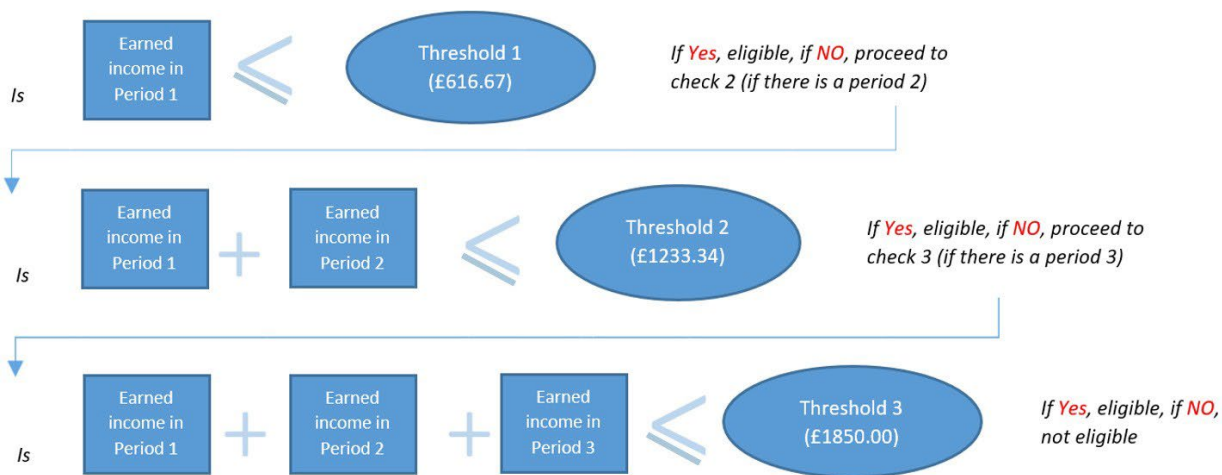 Is
Earned
income in
Period 1
≤
Threshold 1
(£616.67)
If Yes, eligible, if NO, proceed to
check 2 (if there is a period 2)
Is
Earned
income in
Period 1
+
Earned
income in
Period 2
≤
Threshold 2
(£1233.34)
If Yes, eligible, if NO, proceed to
check 3 (if there is a period 3)
Is
Earned
income in
Period 1
+
Earned
income in
Period 2
+
Earned
income in
Period 3
≤
Threshold 3
(£1850.00)
If Yes, eligible, if NO,
not eligible